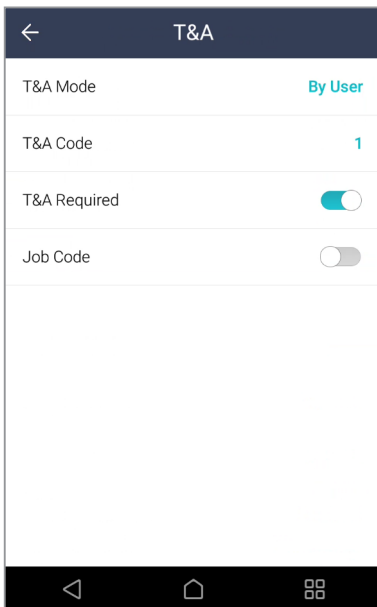 T&A
T&A Mode By User
T&A Code 1
T&A Required
Job Code